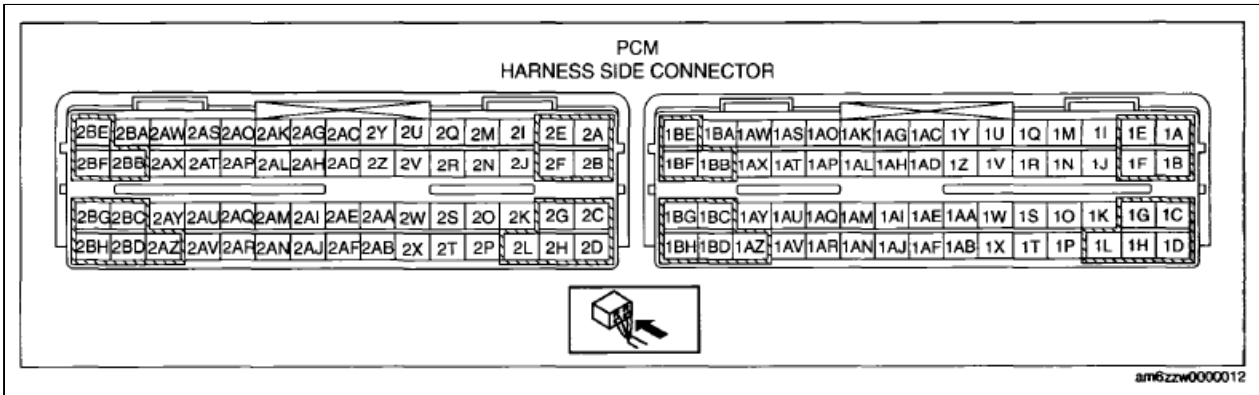 PCM
HARNESS SIDE CONNECTOR
2BE 2BA 2AW 2AS 2AO 2AK 2AG 2AC 2Y 2U 2Q 2M 2I 2E 2A
1BE 1BA 1AW 1AS 1AO 1AK 1AG 1AC 1Y 1U 1Q 1M 1I 1E 1A
2BF 2BB 2AX 2AT 2AP 2AL 2AH 2AD 2Z 2V 2R 2N 2J 2F 2B
1BF 1BB 1AX 1AT 1AP 1AL 1AH 1AD 1Z 1V 1R 1N 1J 1F 1B
2BG 2BC 2AY 2AU 2AQ 2AM 2AI 2AE 2AA 2W 2S 2O 2K 2G 2C
1BG 1BC 1AY 1AU 1AQ 1AM 1AI 1AE 1AA 1W 1S 1O 1K 1G 1C
2BH 2BD 2AZ 2AV 2AR 2AN 2AJ 2AF 2AB 2X 2T 2P 2L 2H 2D
1BH 1BD 1AZ 1AV 1AR 1AN 1AJ 1AF 1AB 1X 1T 1P 1L 1H 1D
am6zzw0000012